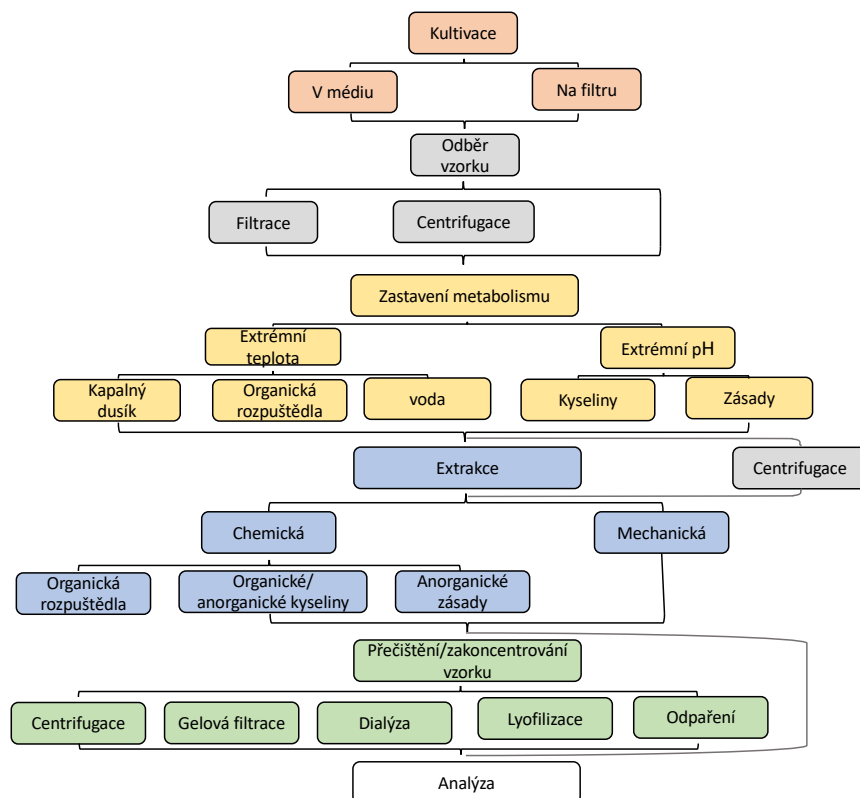 Kultivace
V médiu
Na filtru
Odběr
vzorku
Filtrace
Centrifugace
Zastavení metabolismu
Extrémní
teplota
Extrémní pH
Kapalný
dusík
Organická
rozpuštědla
voda
Kyseliny
Zásady
Extrakce
Centrifugace
Chemická
Mechanická
Organická
rozpuštědla
Organické/
anorganické kyseliny
Anorganické
zásady
Přečištění/zakoncentrování
vzorku
Centrifugace
Gelová filtrace
Dialýza
Lyofilizace
Odpaření
Analýza